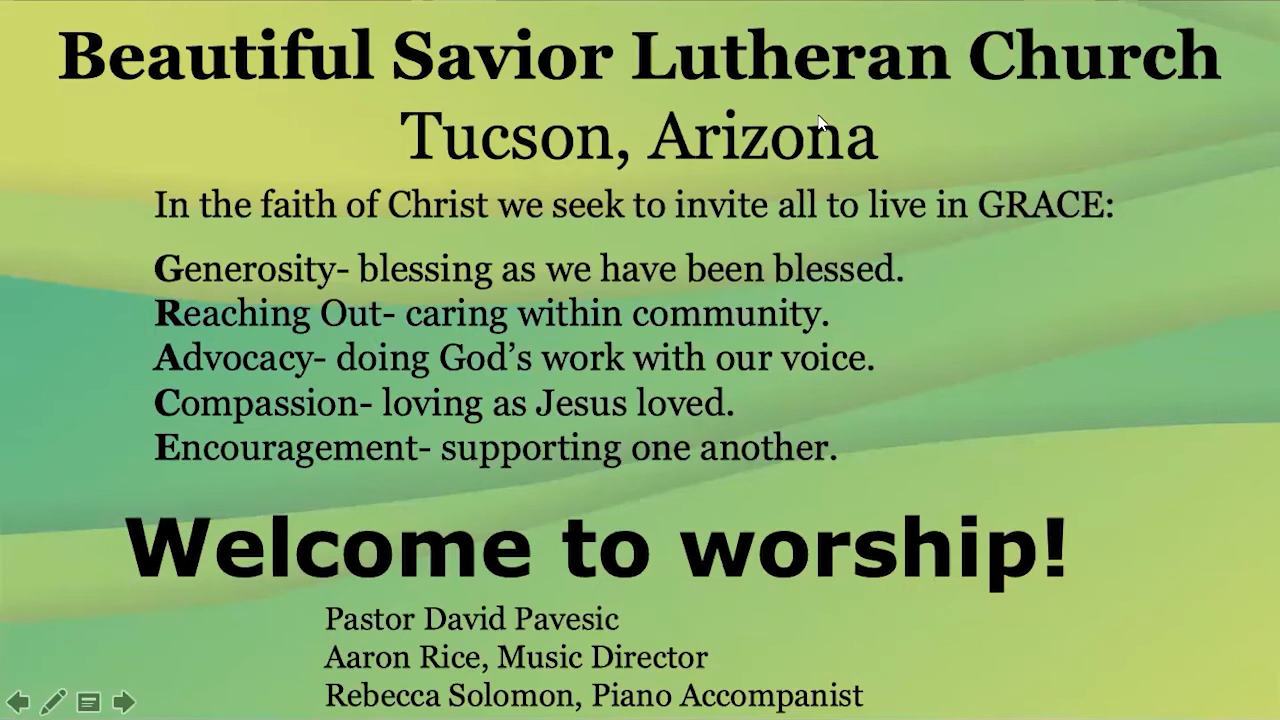 Beautiful Savior Lutheran Church
Tucson, Arizona
In the faith of Christ we seek to invite all to live in GRACE:
Generosity- blessing as we have been blessed.
Reaching Out- caring within community.
Advocacy- doing God’s work with our voice.
Compassion- loving as Jesus loved.
Encouragement- supporting one another.
Welcome to worship!
Pastor David Pavesic
Aaron Rice, Music Director
Rebecca Solomon, Piano Accompanist